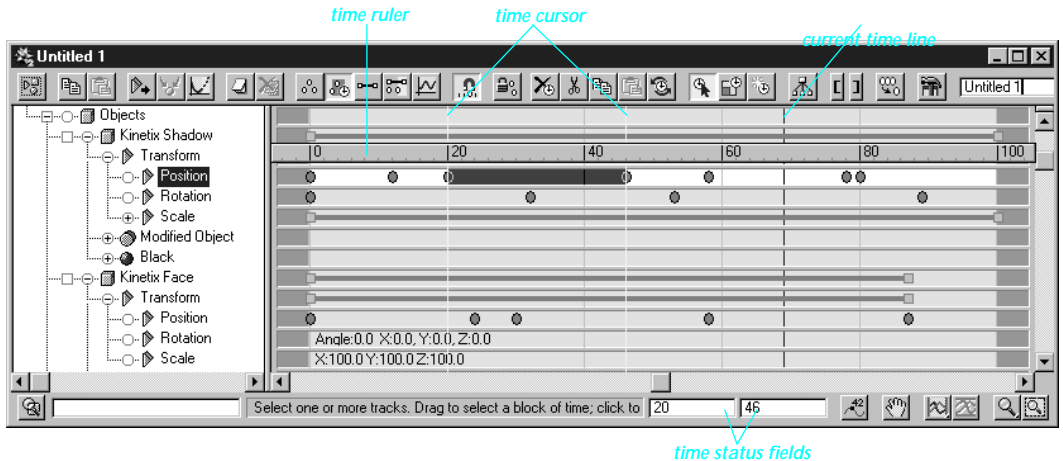 time ruler
time cursor
current time line
Untitled 1
Untitled 1
Objects
Kinetix Shadow
0 20 40 60 80 100
Transform
Position
Rotation
Scale
Modified Object
Black
Kinetix Face
Transform
Position
Rotation
Angle:0.0 X:0.0, Y:0.0, Z:0.0
Scale
X:100.0 Y:100.0 Z:100.0
Select one or more tracks. Drag to select a block of time; click to
20
46
42
time status fields